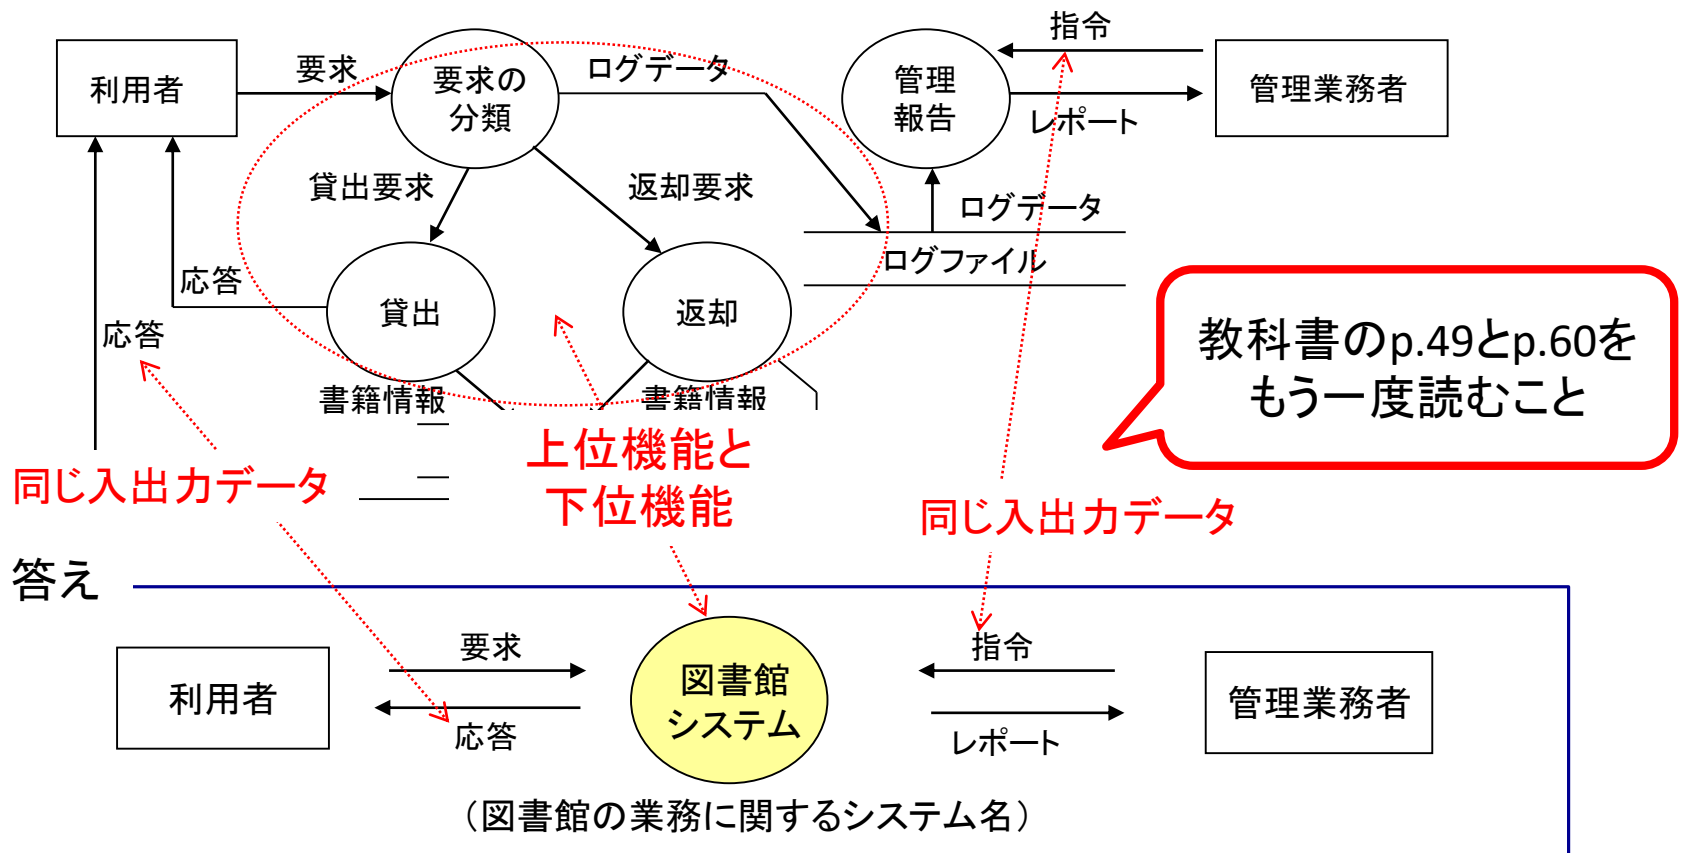 指令
利用者
要求
要求の
分類
ログデータ
管理
報告
管理業務者
レポート
貸出要求
返却要求
ログデータ
ログファイル
応答
貸出
返却
応答
書籍情報
書籍情報
教科書のp.49とp.60を
もう一度読むこと
上位機能と
下位機能
同じ入出力データ
同じ入出力データ
答え
利用者
要求
応答
図書館
システム
指令
レポート
管理業務者
（図書館の業務に関するシステム名）